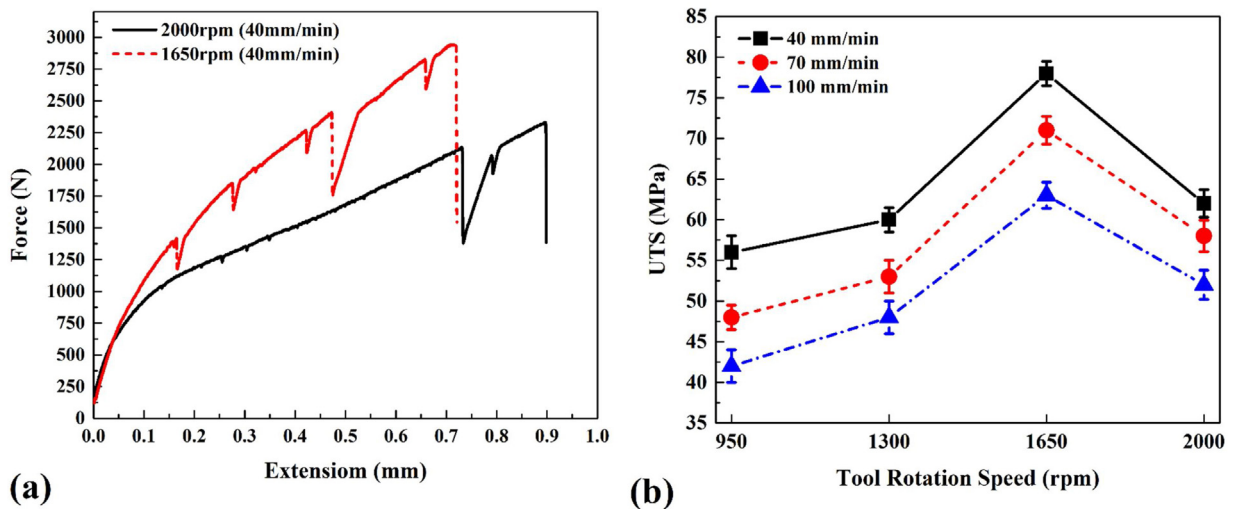 2000rpm (40mm/min)
1650rpm (40mm/min)
3000
2750
2500
2250
2000
1750
1500
1250
1000
750
500
250
0
Force (N)
0.0 0.1 0.2 0.3 0.4 0.5 0.6 0.7 0.8 0.9 1.0
Extensiom (mm)
(a)
40 mm/min
70 mm/min
100 mm/min
85
80
75
70
65
60
55
50
45
40
35
UTS (MPa)
950 1300 1650 2000
Tool Rotation Speed (rpm)
(b)